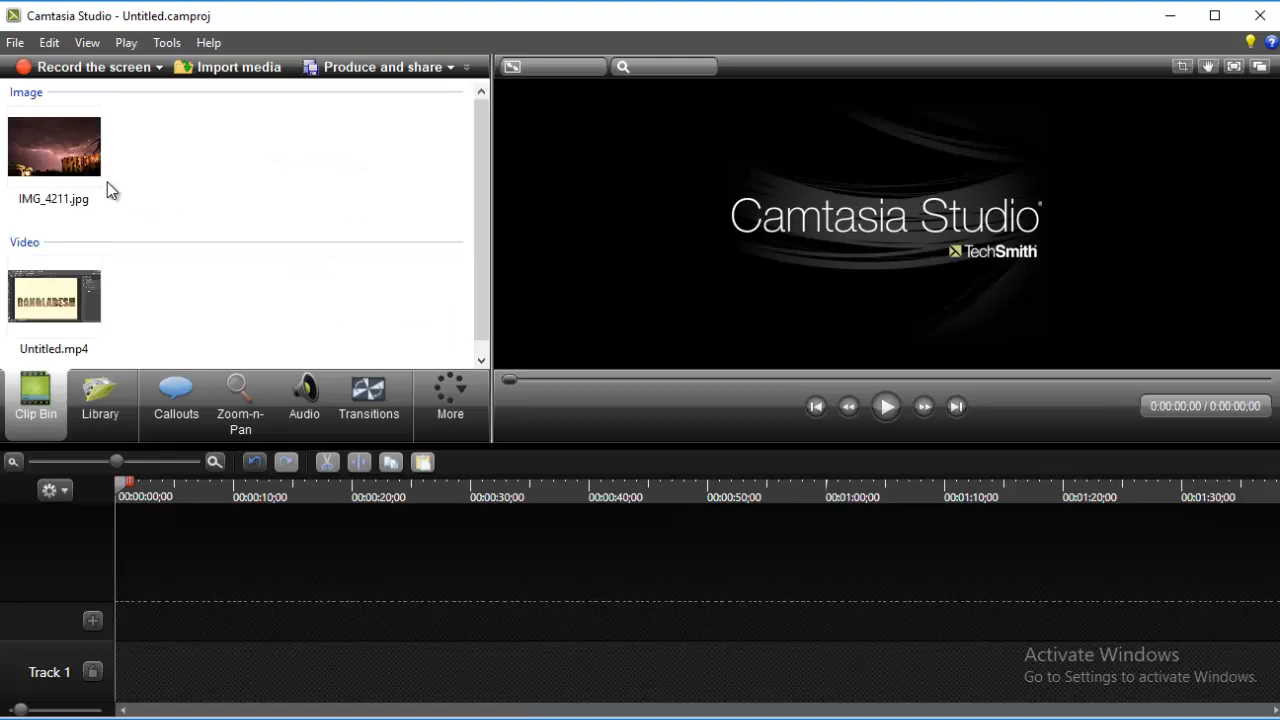 Camtasia Studio - Untitled.camproj
File Edit View Play Tools Help
Record the screen Import media Produce and share
Image
IMG_4211.jpg
Video
BANGLADESH
Untitled.mp4
Camtasia Studio
TechSmith
Clip Bin Library Callouts Zoom-n-Pan Audio Transitions More
0:00:00;00 / 0:00:00;00
00:00:00;00 00:00:10;00 00:00:20;00 00:00:30;00 00:00:40;00 00:00:50;00 00:01:00;00 00:01:10;00 00:01:20;00 00:01:30;00
Track 1
Activate Windows
Go to Settings to activate Windows.